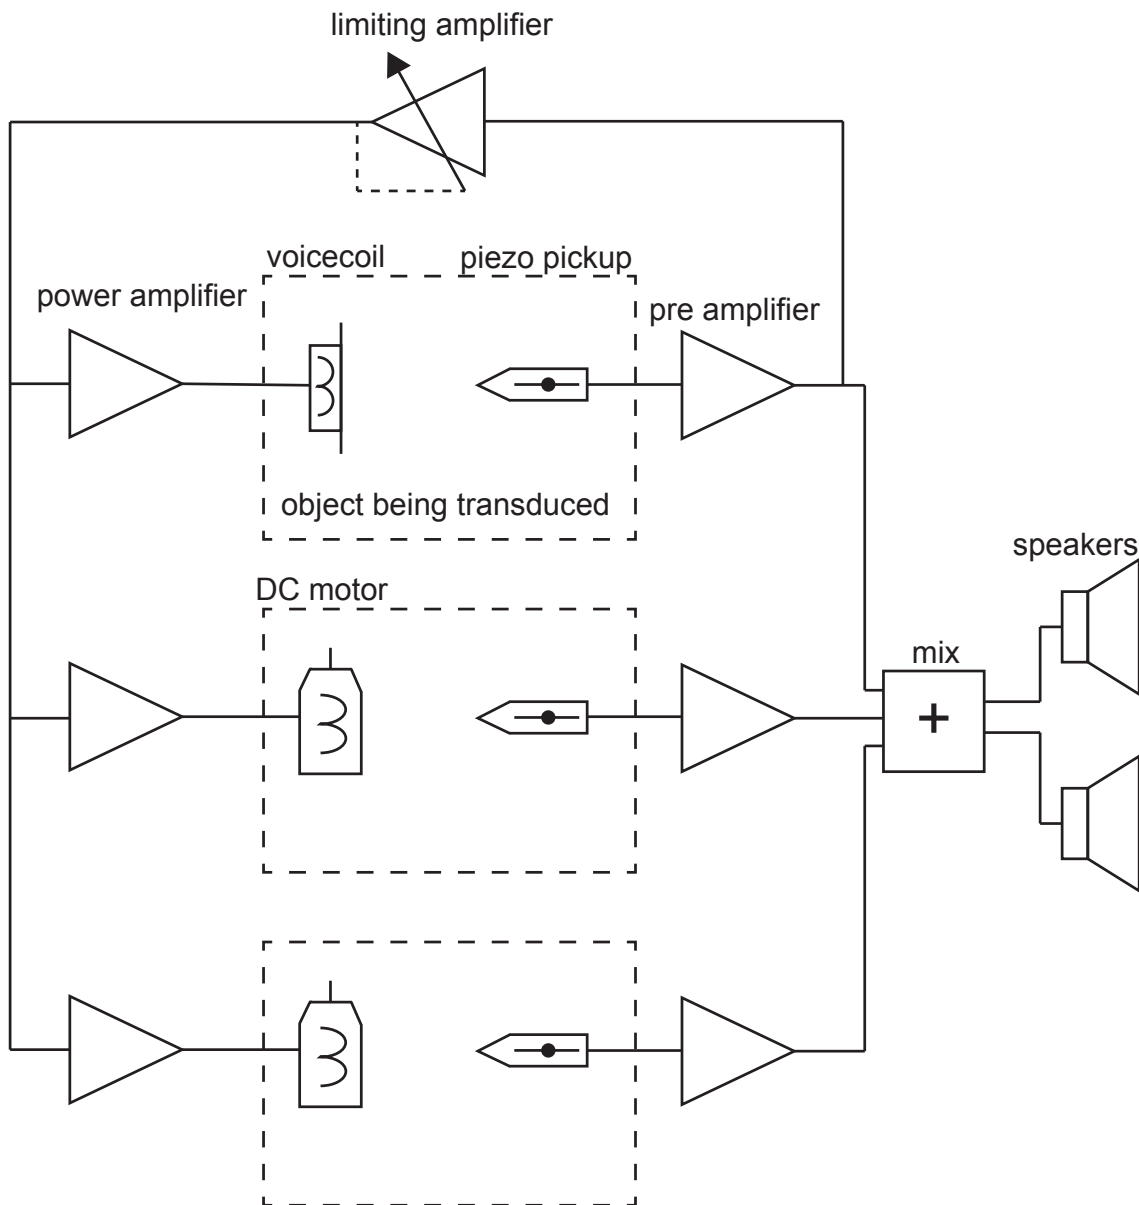 limiting amplifier
voicecoil
piezo pickup
power amplifier
pre amplifier
object being transduced
speakers
DC motor
mix
+